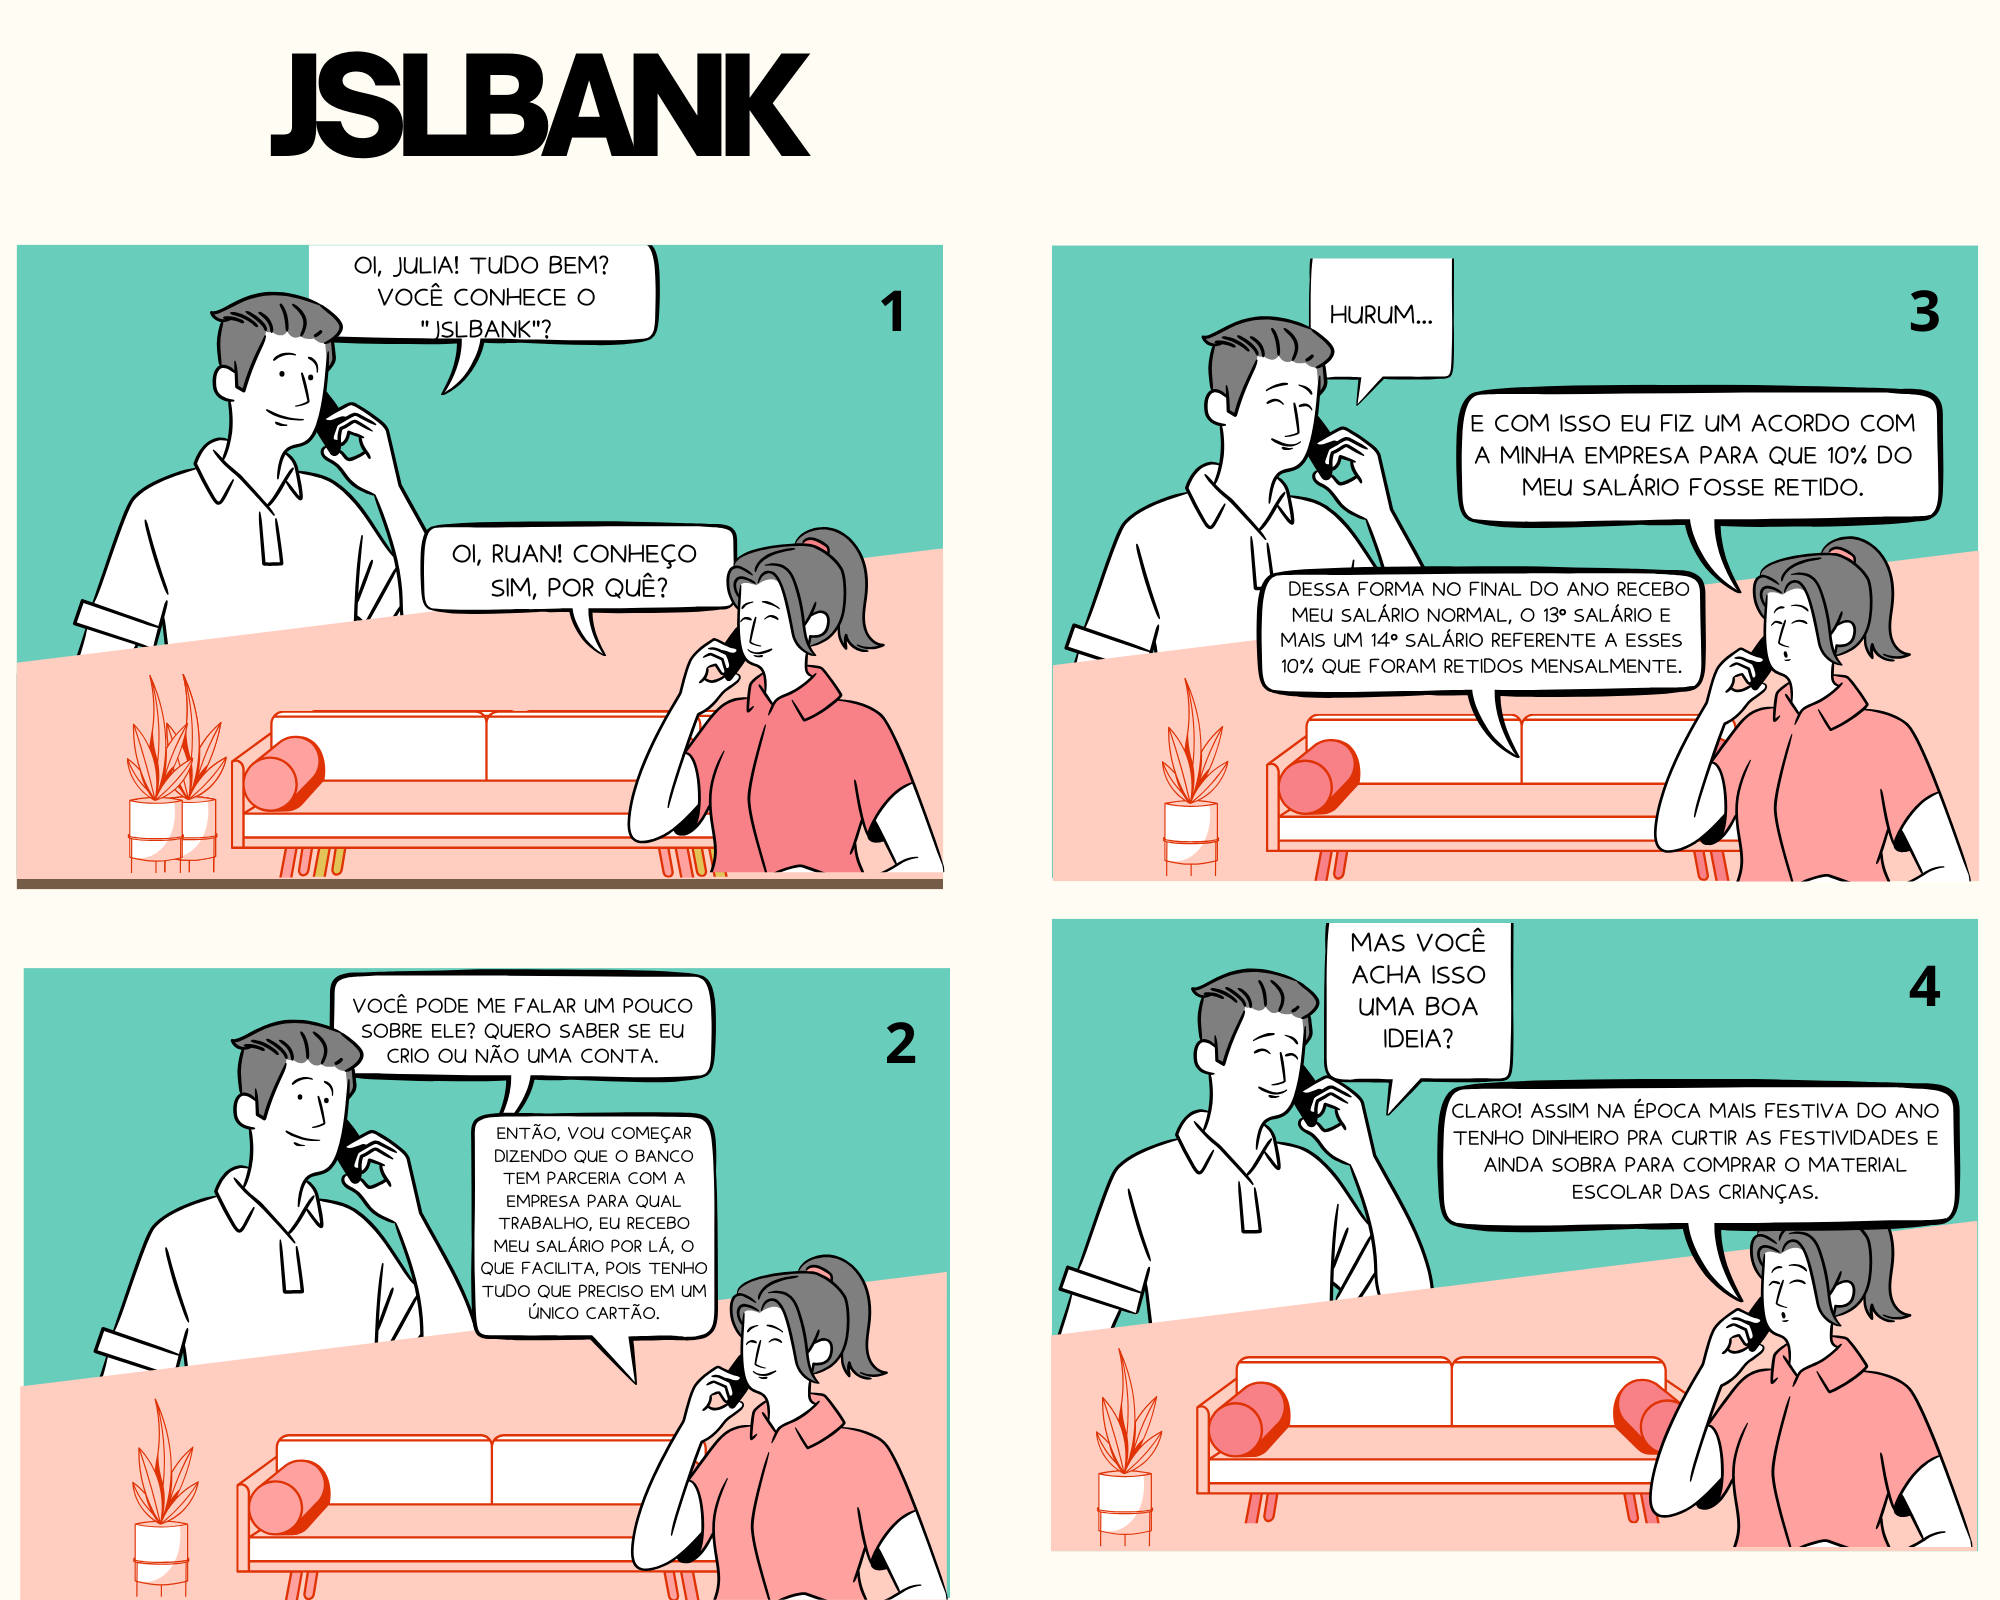 JSLBANK
1
OI, JULIA! TUDO BEM?
VOCÊ CONHECE O
"JSLBANK"?
OI, RUAN! CONHEÇO
SIM, POR QUÊ?
2
VOCÊ PODE ME FALAR UM POUCO
SOBRE ELE? QUERO SABER SE EU
CRIO OU NÃO UMA CONTA.
ENTÃO, VOU COMEÇAR
DIZENDO QUE O BANCO
TEM PARCERIA COM A
EMPRESA PARA QUAL
TRABALHO, EU RECEBO
MEU SALÁRIO POR LÁ, O
QUE FACILITA, POIS TENHO
TUDO QUE PRECISO EM UM
ÚNICO CARTÃO.
3
HURUM...
E COM ISSO EU FIZ UM ACORDO COM
A MINHA EMPRESA PARA QUE 10% DO
MEU SALÁRIO FOSSE RETIDO.
DESSA FORMA NO FINAL DO ANO RECEBO
MEU SALÁRIO NORMAL, O 13º SALÁRIO E
MAIS UM 14º SALÁRIO REFERENTE A ESSES
10% QUE FORAM RETIDOS MENSALMENTE.
4
MAS VOCÊ
ACHA ISSO
UMA BOA
IDEIA?
CLARO! ASSIM NA ÉPOCA MAIS FESTIVA DO ANO
TENHO DINHEIRO PRA CURTIR AS FESTIVIDADES E
AINDA SOBRA PARA COMPRAR O MATERIAL
ESCOLAR DAS CRIANÇAS.